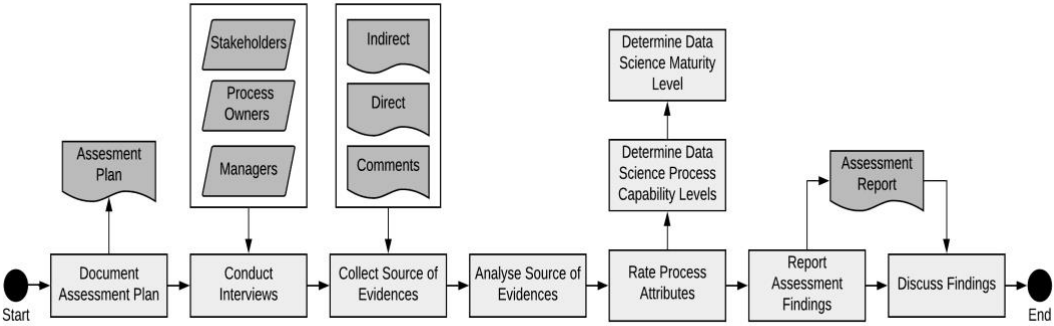 Stakeholders
Process
Owners
Managers
Indirect
Direct
Comments
Determine Data
Science Maturity
Level
Assesment
Plan
Determine Data
Science Process
Capability Levels
Assessment
Report
Start
Document
Assessment Plan
Conduct
Interviews
Collect Source of
Evidences
Analyse Source of
Evidences
Rate Process
Attributes
Report
Assessment
Findings
Discuss Findings
End